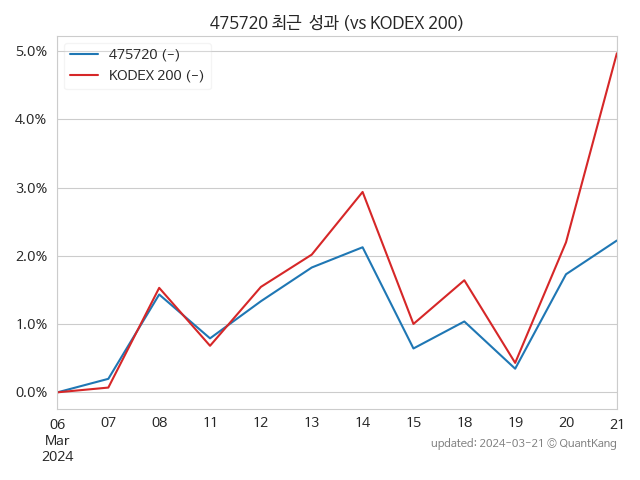 475720 최근  성과 (vs KODEX 200)
475720 (-)
KODEX 200 (-)
5.0%
4.0%
3.0%
2.0%
1.0%
0.0%
06 07 08 11 12 13 14 15 18 19 20 21
Mar
2024
updated: 2024-03-21 ⓒ QuantKang